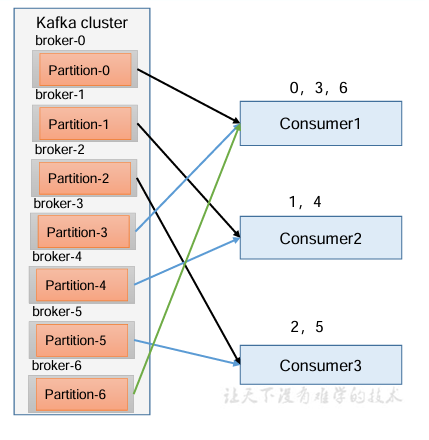 Kafka cluster
broker-0
Partition-0
broker-1
Partition-1
broker-2
Partition-2
broker-3
Partition-3
broker-4
Partition-4
broker-5
Partition-5
broker-6
Partition-6
0, 3, 6
Consumer1
1, 4
Consumer2
2, 5
Consumer3
让天下没有难学的技术